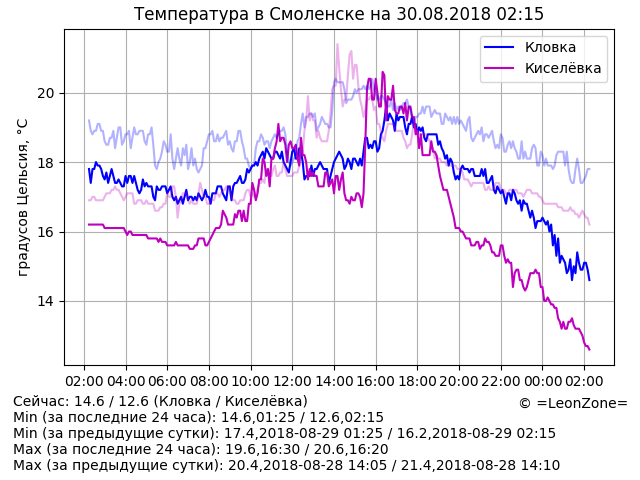 Температура в Смоленске на 30.08.2018 02:15
Кловка
Киселёвка
градусов Цельсия, °C
20
18
16
14
02:00 04:00 06:00 08:00 10:00 12:00 14:00 16:00 18:00 20:00 22:00 00:00 02:00
Сейчас: 14.6 / 12.6 (Кловка / Киселёвка)
© =LeonZone=
Min (за последние 24 часа): 14.6,01:25 / 12.6,02:15
Min (за предыдущие сутки): 17.4,2018-08-29 01:25 / 16.2,2018-08-29 02:15
Max (за последние 24 часа): 19.6,16:30 / 20.6,16:20
Max (за предыдущие сутки): 20.4,2018-08-28 14:05 / 21.4,2018-08-28 14:10